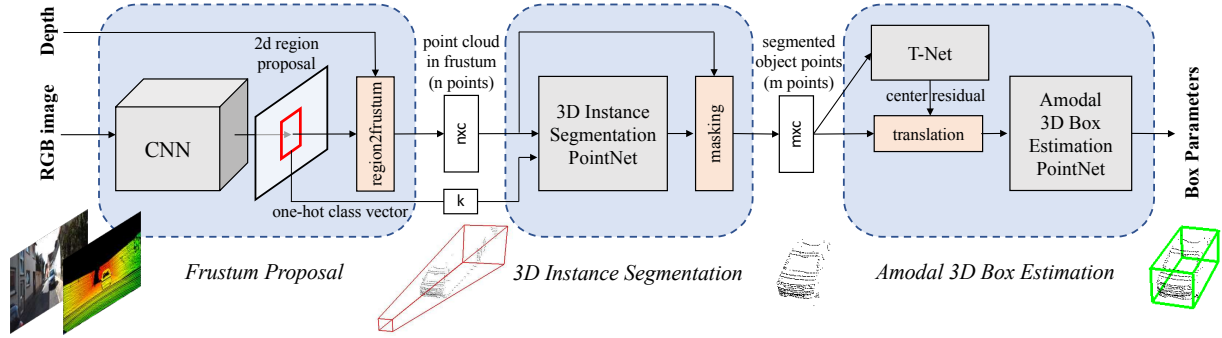 Depth
RGB image
CNN
2d region
proposal
region2frustum
one-hot class vector
Frustum Proposal
point cloud
in frustum
(n points)
nxc
k
3D Instance
Segmentation
PointNet
masking
3D Instance Segmentation
segmented
object points
(m points)
mxc
T-Net
center residual
translation
Amodal
3D Box
Estimation
PointNet
Amodal 3D Box Estimation
Box Parameters